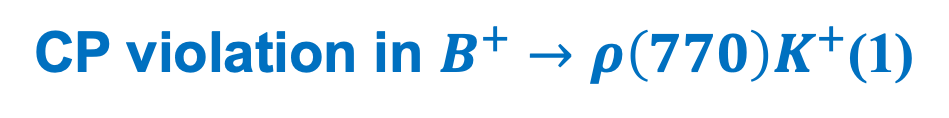 CP violation in B⁺ → ρ(770)K⁺(1)